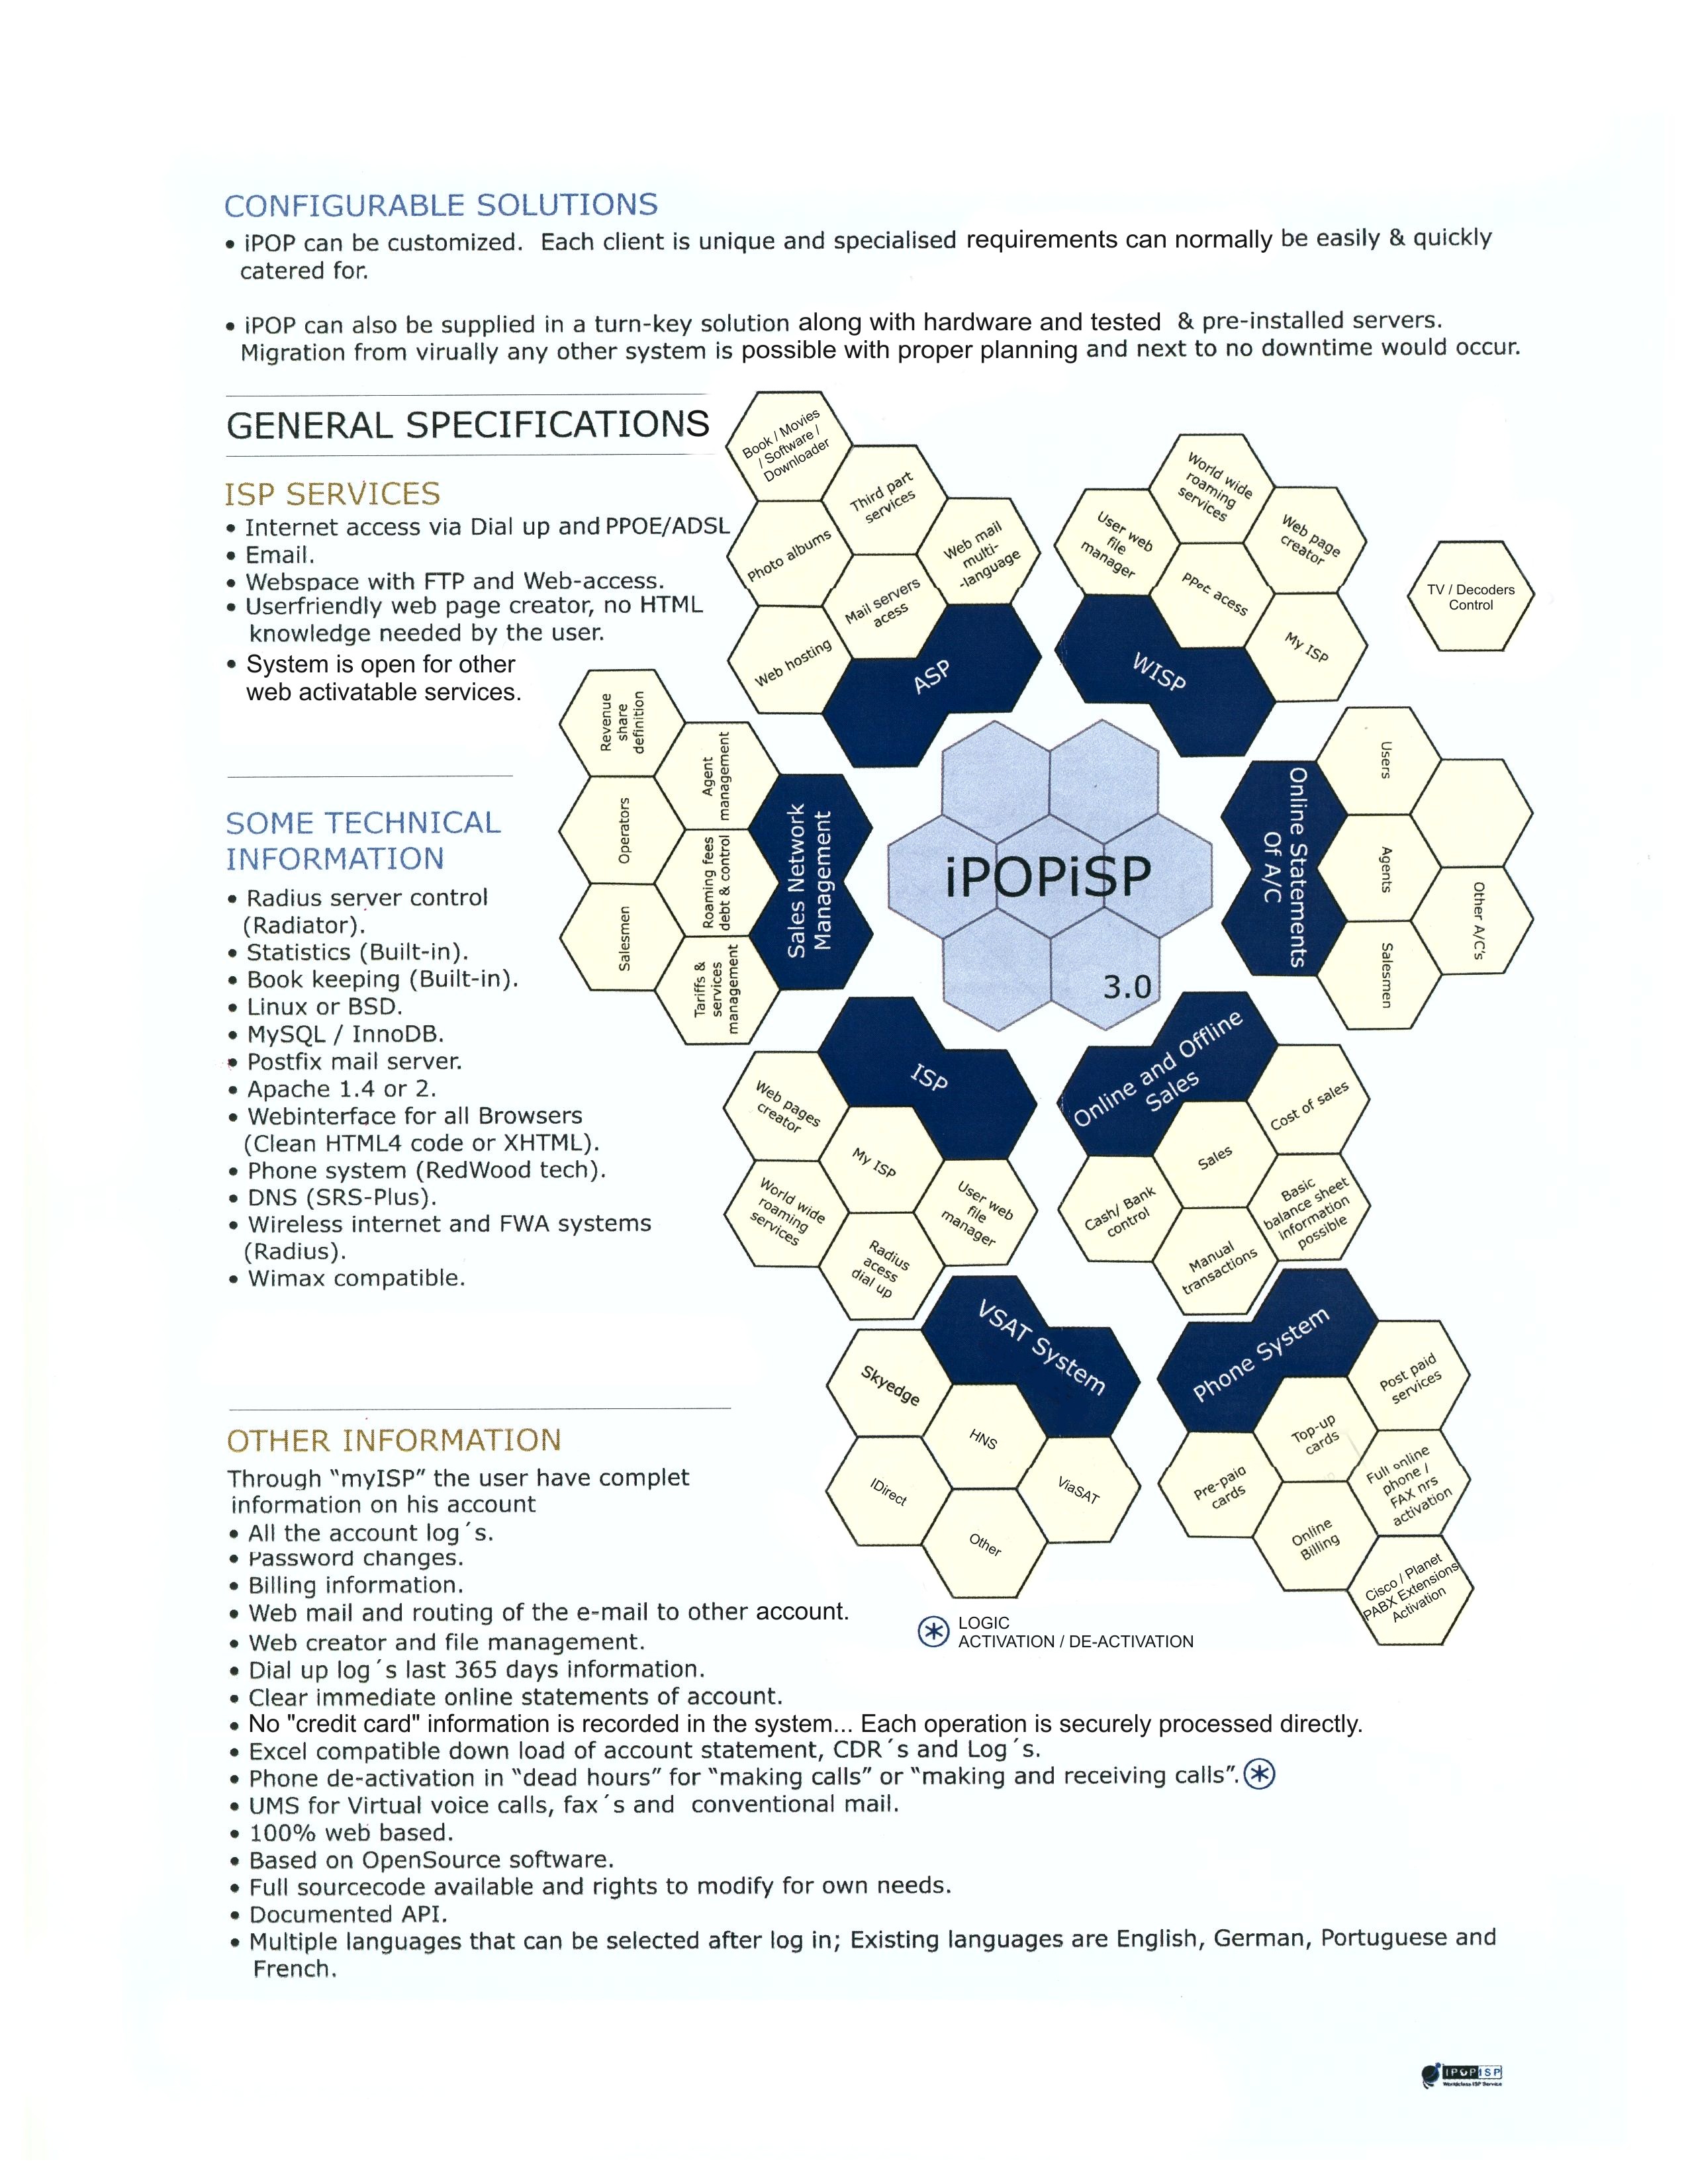 CONFIGURABLE SOLUTIONS
• iPOP can be customized. Each client is unique and specialised requirements can normally be easily & quickly
catered for.
• iPOP can also be supplied in a turn-key solution along with hardware and tested & pre-installed servers.
Migration from virually any other system is possible with proper planning and next to no downtime would occur.
GENERAL SPECIFICATIONS
ISP SERVICES
• Internet access via Dial up and PPOE/ADSL
• Email.
• Webspace with FTP and Web-access.
• Userfriendly web page creator, no HTML
knowledge needed by the user.
• System is open for other
web activatable services.
SOME TECHNICAL
INFORMATION
• Radius server control
(Radiator).
• Statistics (Built-in).
• Book keeping (Built-in).
• Linux or BSD.
• MySQL / InnoDB.
• Postfix mail server.
• Apache 1.4 or 2.
• Webinterface for all Browsers
(Clean HTML4 code or XHTML).
• Phone system (RedWood tech).
• DNS (SRS-Plus).
• Wireless internet and FWA systems
(Radius).
• Wimax compatible.
Book / Movies
/ Software /
Downloader
Third part
services
Photo albums
Web mail
multi-
-language
Mail servers
acess
Web hosting
ASP
World wide
roaming
services
User web
file
manager
Web page
creator
PPoE acess
My ISP
WISP
TV / Decoders
Control
Revenue
share
definition
Agent
management
Operators
Roaming fees
debt & control
Salesmen
Tariffs &
services
management
Sales Network
Management
iPOPiSP
3.0
Online Statements
Of A/C
Users
Agents
Other A/C's
Salesmen
ISP
Web pages
creator
My ISP
World wide
roaming
services
User web
file
manager
Radius
acess
dial up
Online and Offline
Sales
Cost of sales
Sales
Cash/ Bank
control
Basic
balance sheet
information
possible
Manual
transactions
VSAT System
Skyedge
HNS
IDirect
ViaSAT
Other
Phone System
Post paid
services
Top-up
cards
Pre-paid
cards
Full online
phone /
FAX nrs
activation
Online
Billing
Cisco / Planet
PABX Extensions
Activation
* LOGIC
ACTIVATION / DE-ACTIVATION
OTHER INFORMATION
Through “myISP” the user have complet
information on his account
• All the account log´s.
• Password changes.
• Billing information.
• Web mail and routing of the e-mail to other account.
• Web creator and file management.
• Dial up log´s last 365 days information.
• Clear immediate online statements of account.
• No "credit card" information is recorded in the system... Each operation is securely processed directly.
• Excel compatible down load of account statement, CDR´s and Log´s.
• Phone de-activation in “dead hours” for “making calls” or “making and receiving calls”. *
• UMS for Virtual voice calls, fax´s and conventional mail.
• 100% web based.
• Based on OpenSource software.
• Full sourcecode available and rights to modify for own needs.
• Documented API.
• Multiple languages that can be selected after log in; Existing languages are English, German, Portuguese and
French.
IPOPISP
Worldclass ISP Service